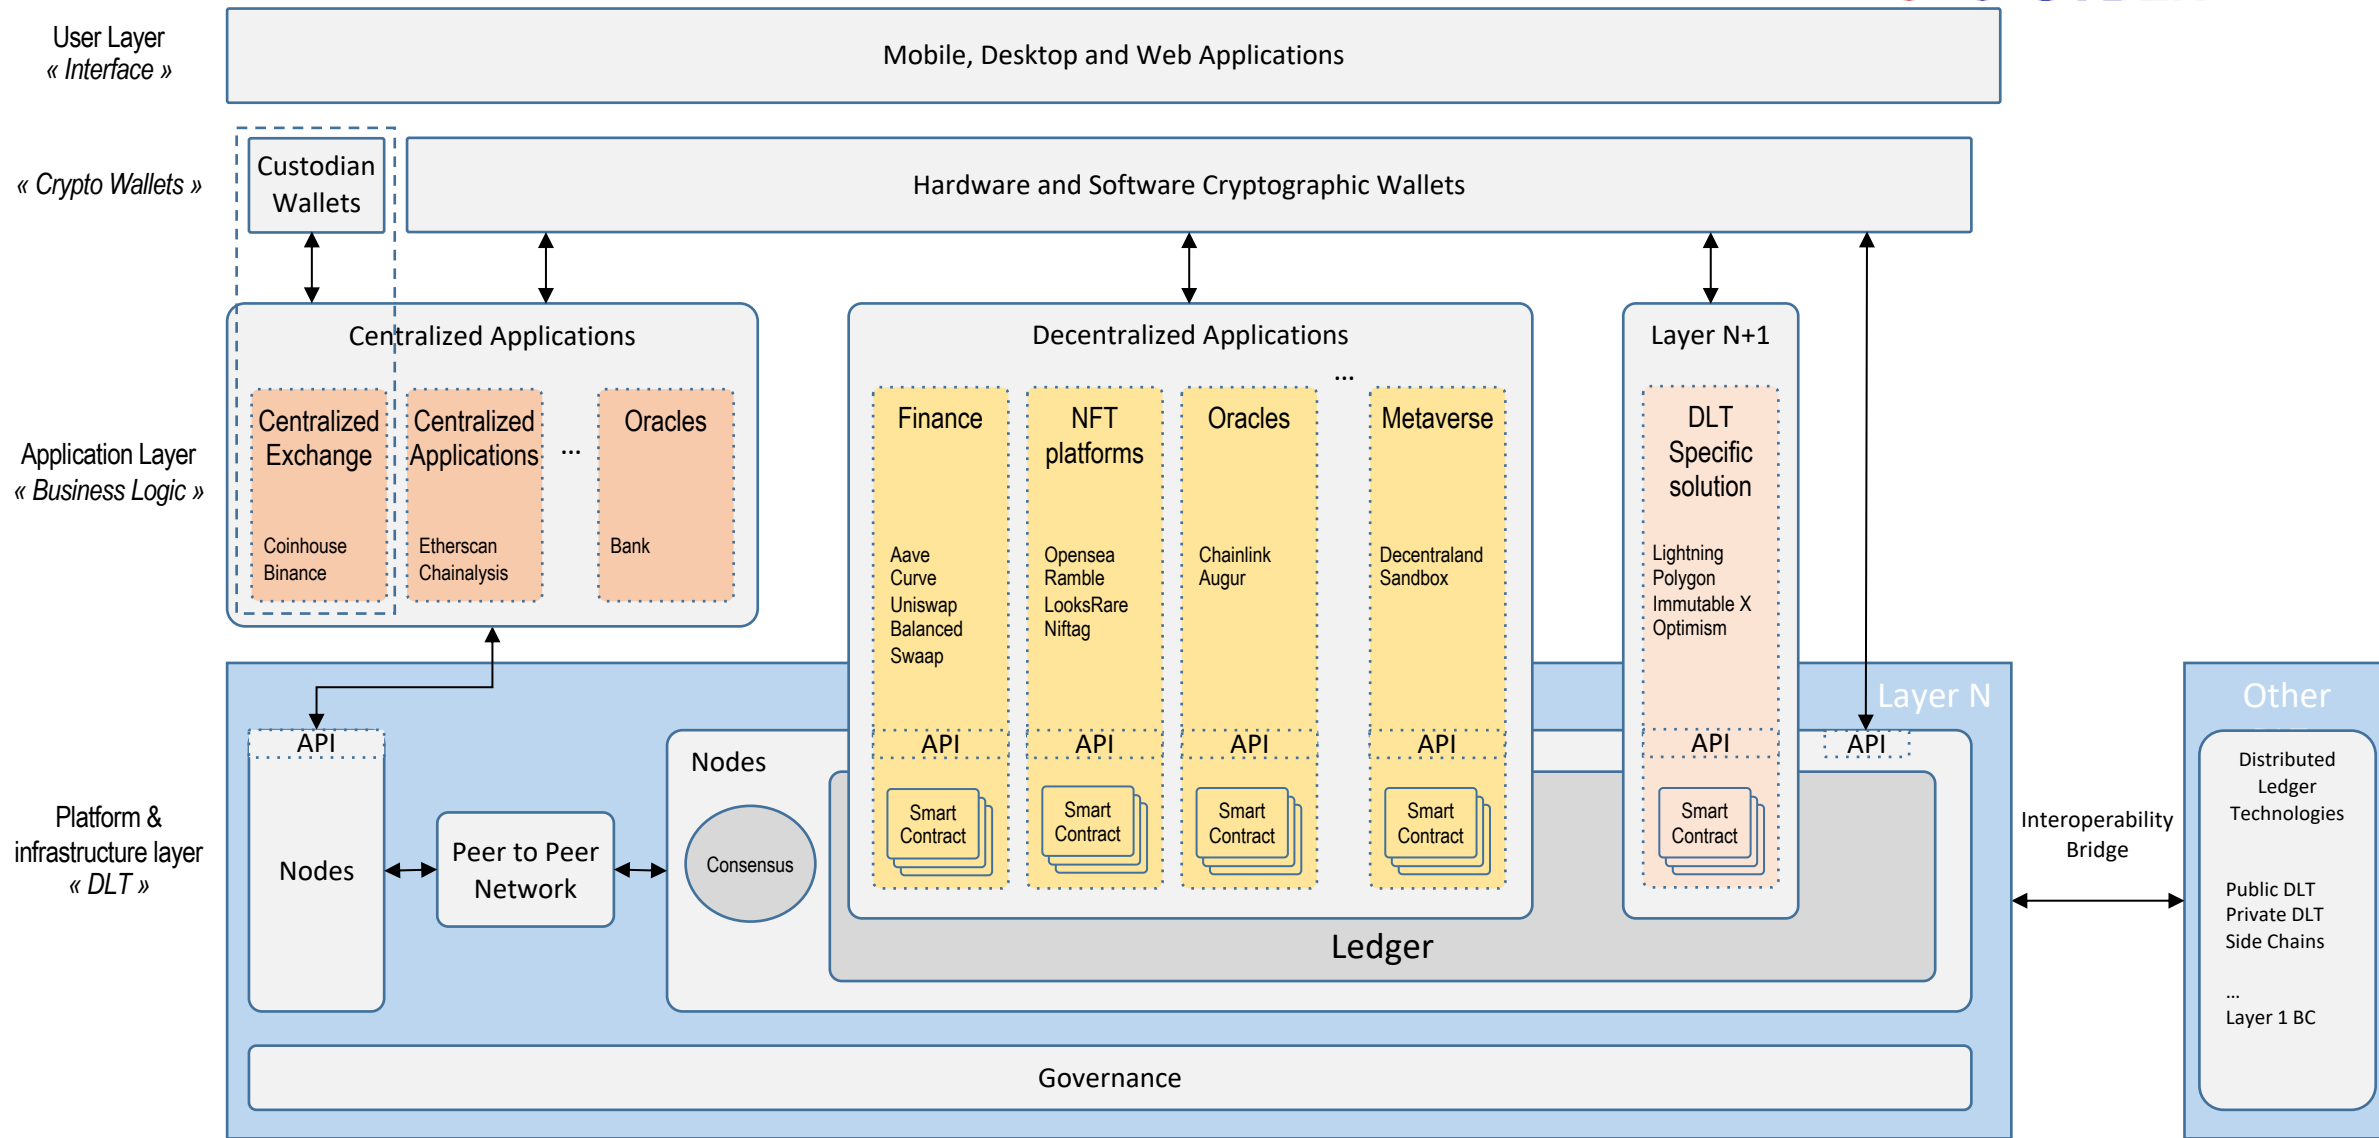 User Layer
« Interface »
Mobile, Desktop and Web Applications
« Crypto Wallets »
Custodian
Wallets
Hardware and Software Cryptographic Wallets
Application Layer
« Business Logic »
Centralized Applications
Centralized
Exchange
Coinhouse
Binance
Centralized
Applications
Etherscan
Chainalysis
...
Oracles
Bank
Decentralized Applications
Finance
Aave
Curve
Uniswap
Balanced
Swaap
API
Smart
Contract
NFT
platforms
Opensea
Ramble
LooksRare
Niftag
API
Smart
Contract
Oracles
Chainlink
Augur
API
Smart
Contract
...
Metaverse
Decentraland
Sandbox
API
Smart
Contract
Layer N+1
DLT
Specific
solution
Lightning
Polygon
Immutable X
Optimism
API
Smart
Contract
Platform &
infrastructure layer
« DLT »
Layer N
API
Nodes
Peer to Peer
Network
Nodes
Consensus
API
Ledger
Governance
Interoperability
Bridge
Other
Distributed
Ledger
Technologies
Public DLT
Private DLT
Side Chains
...
Layer 1 BC